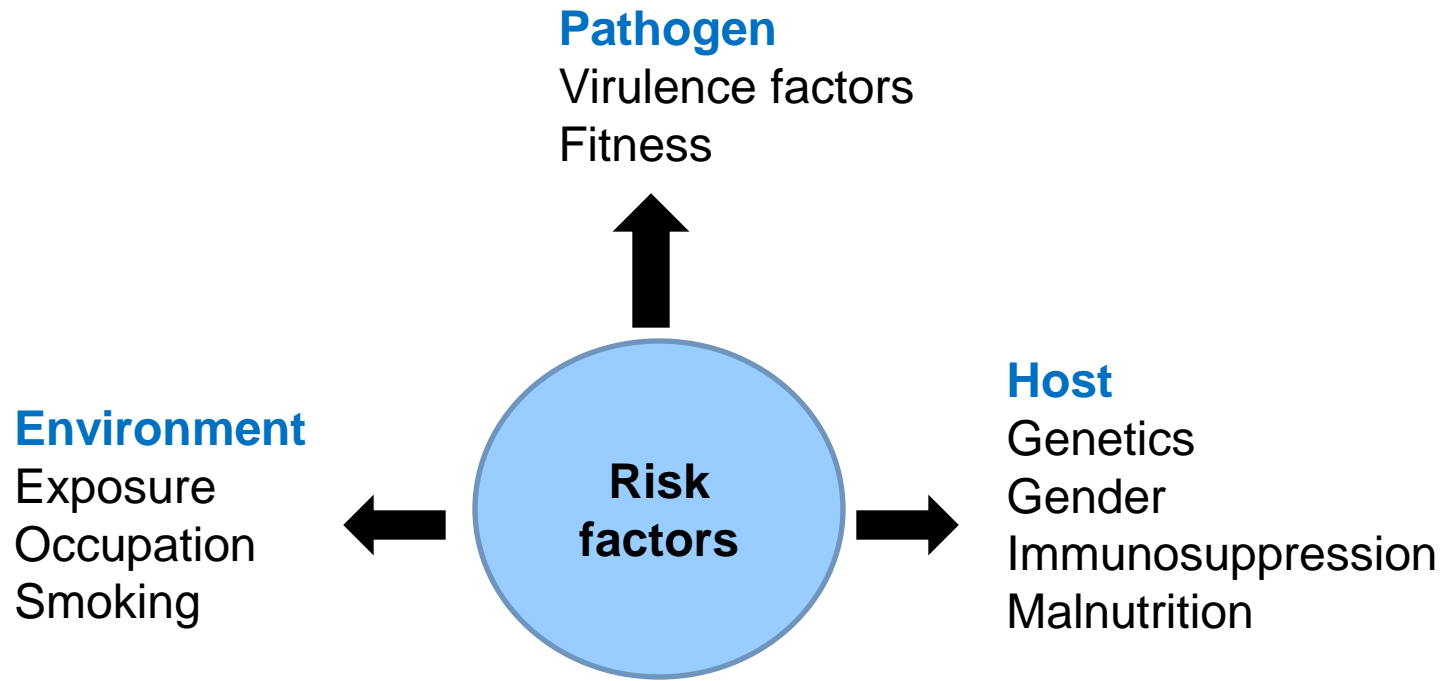 Pathogen
Virulence factors
Fitness
Environment
Exposure
Occupation
Smoking
Risk
factors
Host
Genetics
Gender
Immunosuppression
Malnutrition